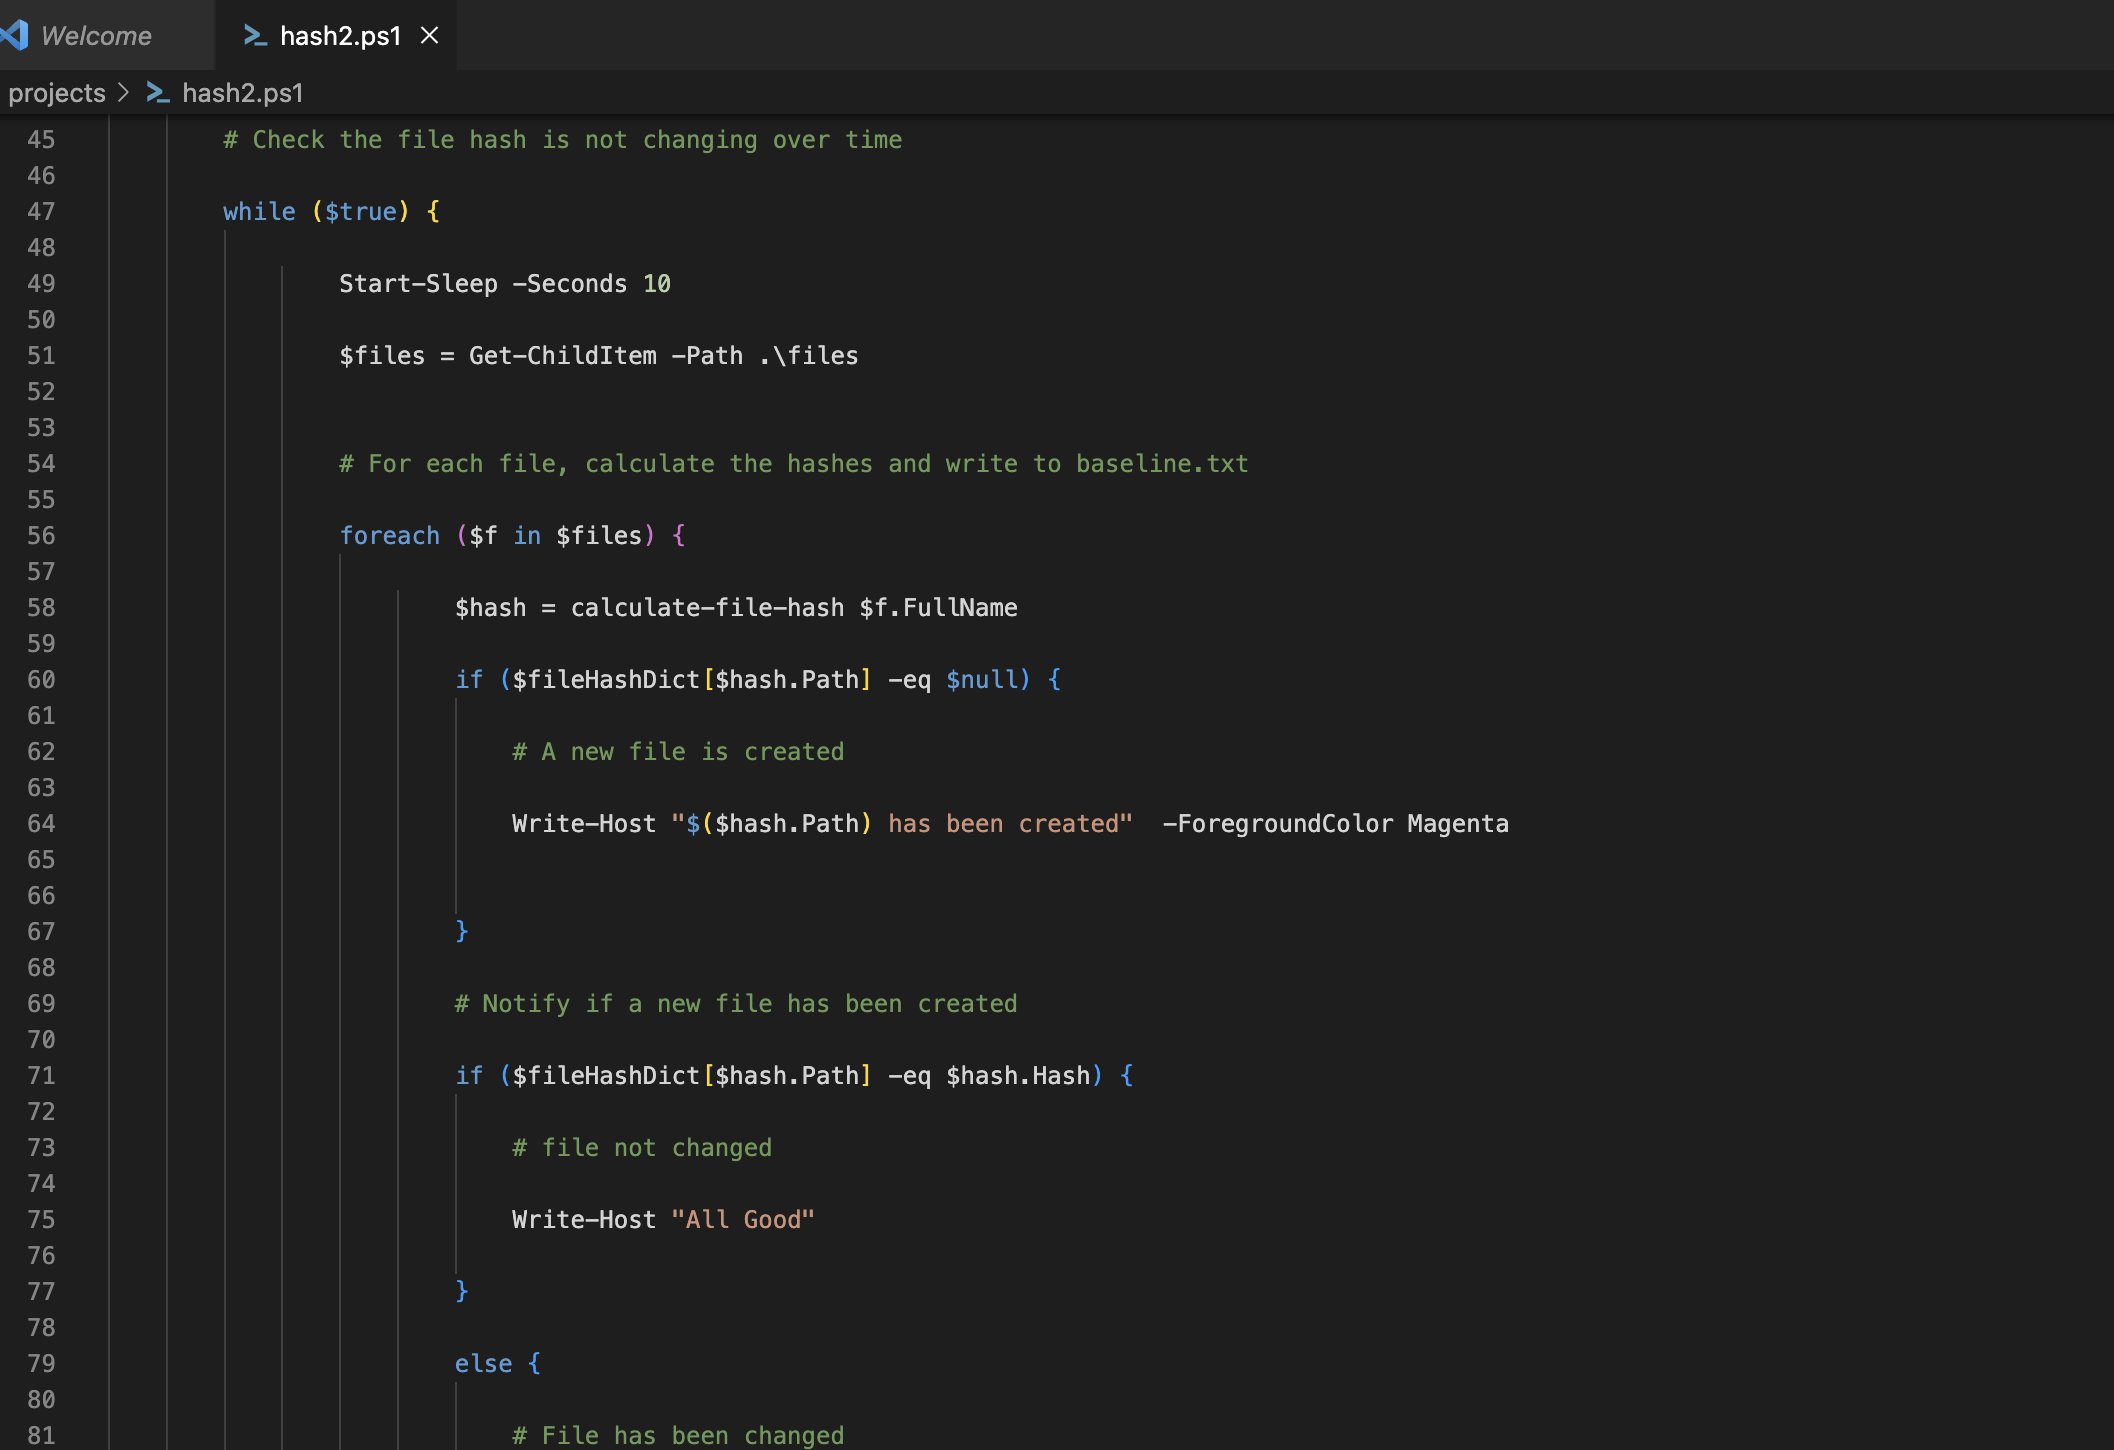 Welcome hash2.ps1
projects > hash2.ps1
45 # Check the file hash is not changing over time
46
47 while ($true) {
48
49 Start-Sleep -Seconds 10
50
51 $files = Get-ChildItem -Path .\files
52
53
54 # For each file, calculate the hashes and write to baseline.txt
55
56 foreach ($f in $files) {
57
58 $hash = calculate-file-hash $f.FullName
59
60 if ($fileHashDict[$hash.Path] -eq $null) {
61
62 # A new file is created
63
64 Write-Host "$($hash.Path) has been created"  -ForegroundColor Magenta
65
66
67 }
68
69 # Notify if a new file has been created
70
71 if ($fileHashDict[$hash.Path] -eq $hash.Hash) {
72
73 # file not changed
74
75 Write-Host "All Good"
76
77 }
78
79 else {
80
81 # File has been changed